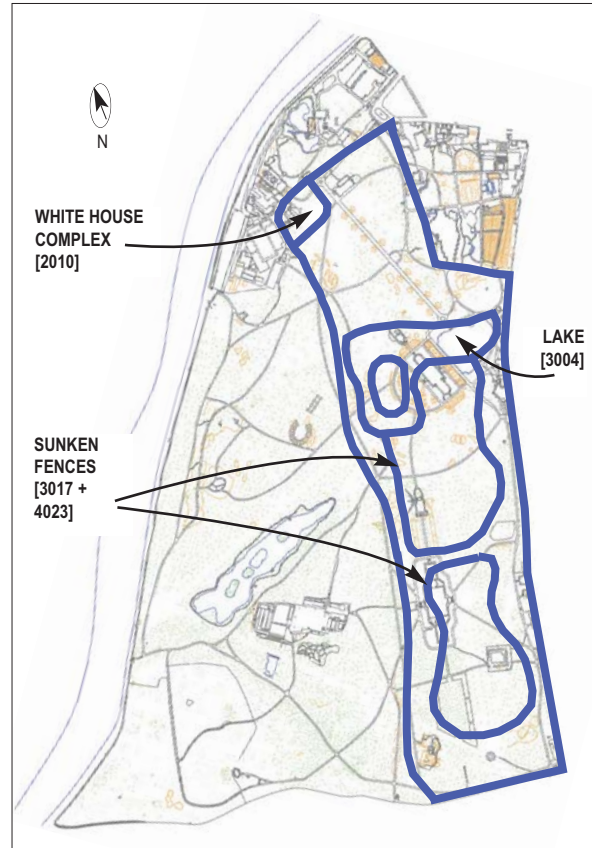 N
WHITE HOUSE
COMPLEX
[2010]
LAKE
[3004]
SUNKEN
FENCES
[3017 +
4023]